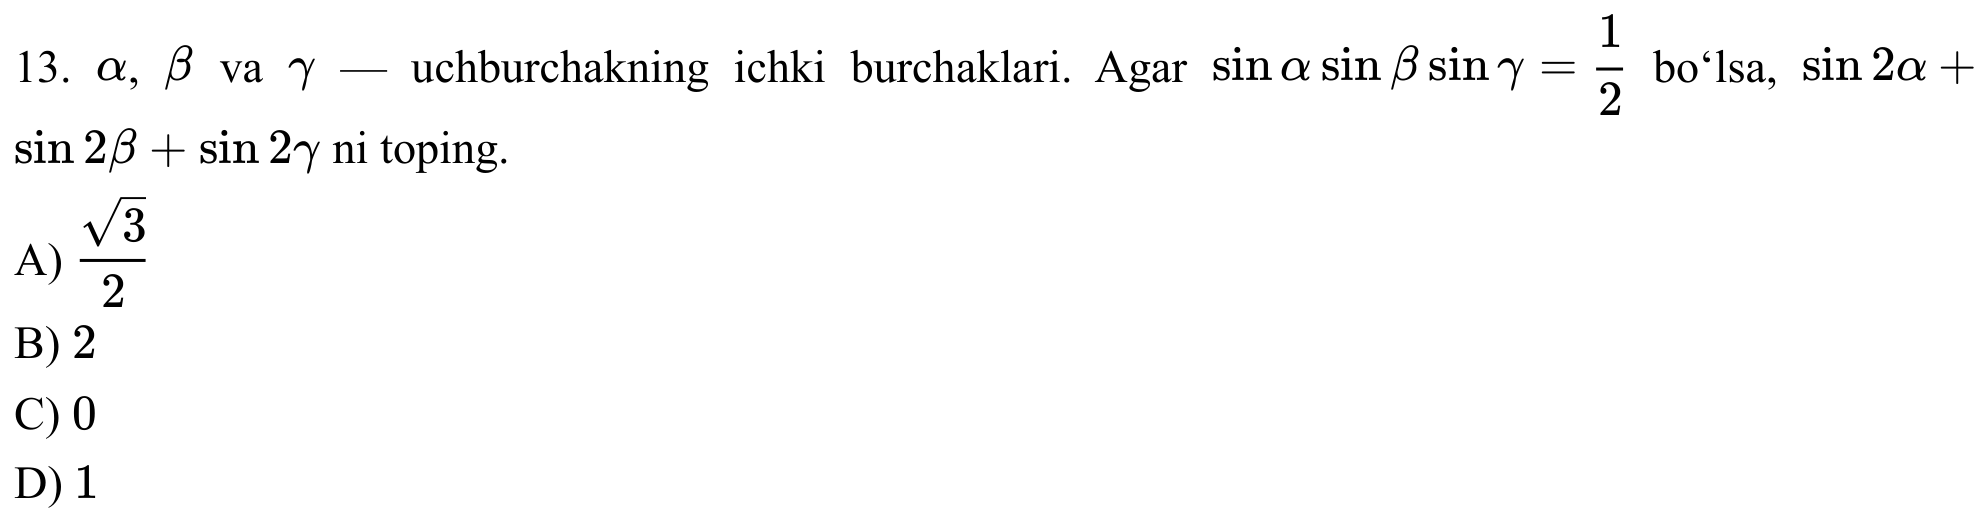 13. α, β va γ — uchburchakning ichki burchaklari. Agar sin α sin β sin γ = 1/2 bo‘lsa, sin 2α +
sin 2β + sin 2γ ni toping.
A) √3/2
B) 2
C) 0
D) 1